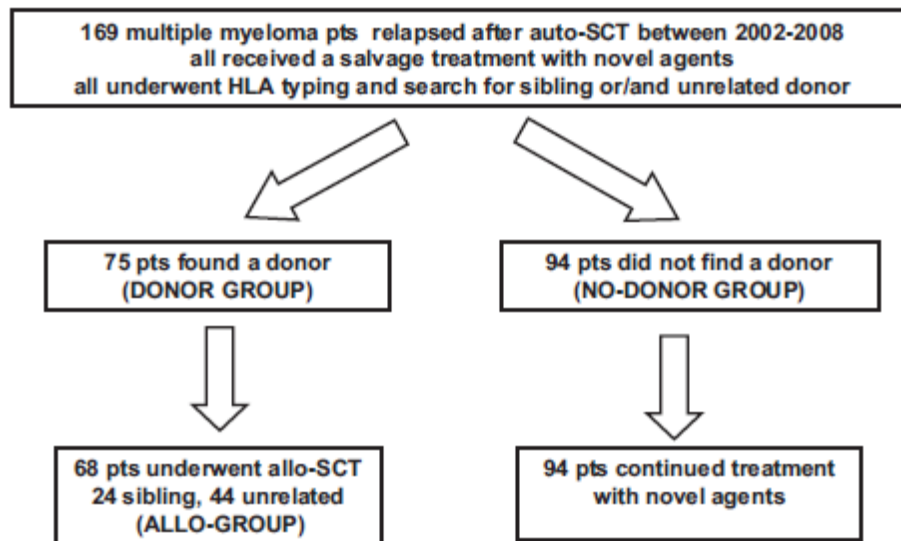 169 multiple myeloma pts relapsed after auto-SCT between 2002-2008
all received a salvage treatment with novel agents
all underwent HLA typing and search for sibling or/and unrelated donor
75 pts found a donor
(DONOR GROUP)
94 pts did not find a donor
(NO-DONOR GROUP)
68 pts underwent allo-SCT
24 sibling, 44 unrelated
(ALLO-GROUP)
94 pts continued treatment
with novel agents